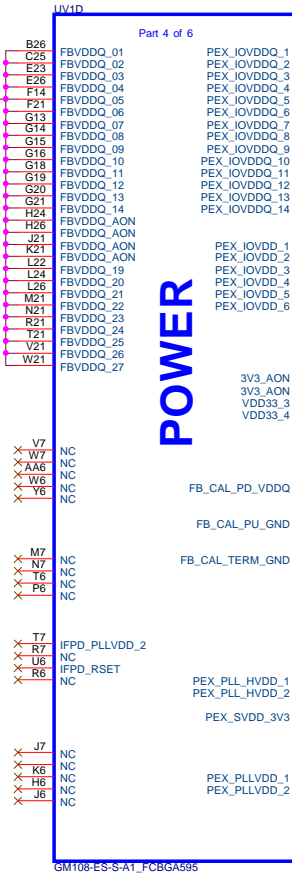 UV1D
Part 4 of 6
B26 FBVDDQ_01 PEX_IOVDDQ_1
C25 FBVDDQ_02 PEX_IOVDDQ_2
E23 FBVDDQ_03 PEX_IOVDDQ_3
E26 FBVDDQ_04 PEX_IOVDDQ_4
F14 FBVDDQ_05 PEX_IOVDDQ_5
F21 FBVDDQ_06 PEX_IOVDDQ_6
G13 FBVDDQ_07 PEX_IOVDDQ_7
G14 FBVDDQ_08 PEX_IOVDDQ_8
G15 FBVDDQ_09 PEX_IOVDDQ_9
G16 FBVDDQ_10 PEX_IOVDDQ_10
G18 FBVDDQ_11 PEX_IOVDDQ_11
G19 FBVDDQ_12 PEX_IOVDDQ_12
G20 FBVDDQ_13 PEX_IOVDDQ_13
G21 FBVDDQ_14 PEX_IOVDDQ_14
H24 FBVDDQ_AON
H26 FBVDDQ_AON
J21 FBVDDQ_AON PEX_IOVDD_1
K21 FBVDDQ_AON PEX_IOVDD_2
L22 FBVDDQ_19 PEX_IOVDD_3
L24 FBVDDQ_20 PEX_IOVDD_4
L26 FBVDDQ_21 PEX_IOVDD_5
M21 FBVDDQ_22 PEX_IOVDD_6
N21 FBVDDQ_23
R21 FBVDDQ_24
T21 FBVDDQ_25
V21 FBVDDQ_26
W21 FBVDDQ_27
POWER
3V3_AON
3V3_AON
VDD33_3
VDD33_4
V7 NC
W7 NC
AA6 NC
W6 NC FB_CAL_PD_VDDQ
Y6 NC
FB_CAL_PU_GND
M7 NC FB_CAL_TERM_GND
N7 NC
T6 NC
P6 NC
T7 IFPD_PLLVDD_2
R7 NC
U6 IFPD_RSET
R6 NC PEX_PLL_HVDD_1
PEX_PLL_HVDD_2
PEX_SVDD_3V3
J7 NC
NC
K6 NC PEX_PLLVDD_1
H6 NC PEX_PLLVDD_2
J6 NC
GM108-ES-S-A1_FCBGA595